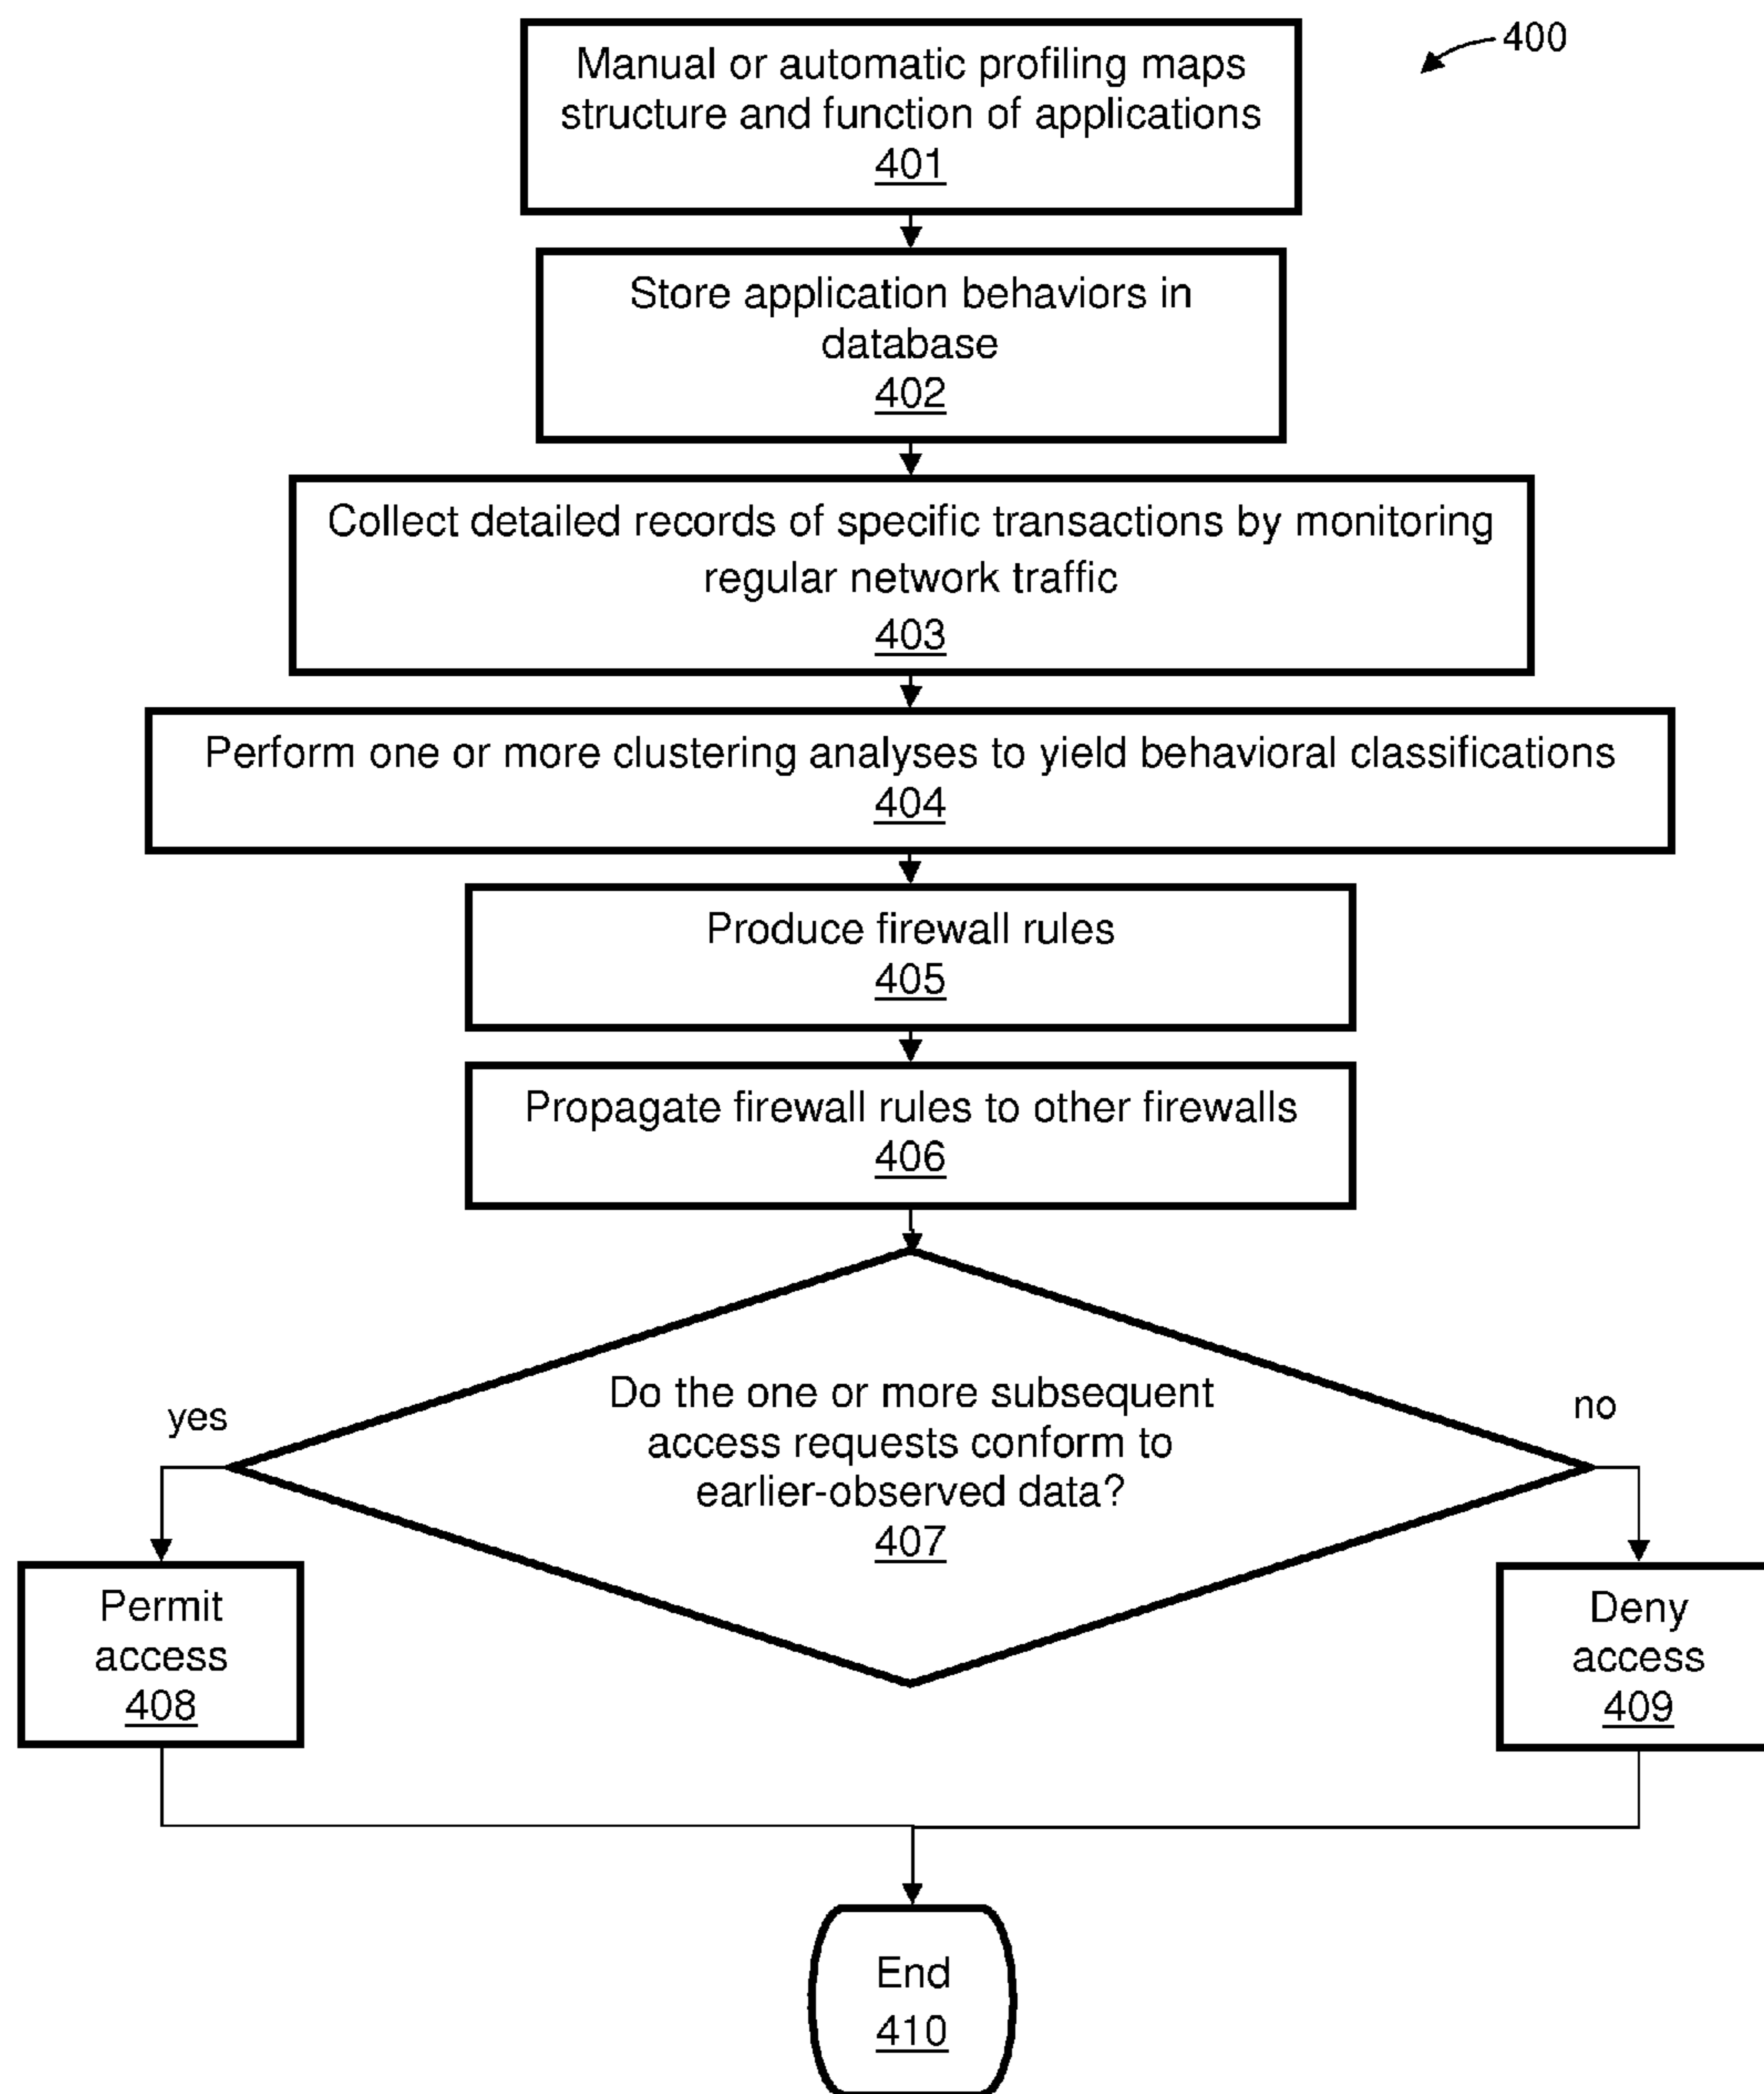 400
Manual or automatic profiling maps
structure and function of applications
401
Store application behaviors in
database
402
Collect detailed records of specific transactions by monitoring
regular network traffic
403
Perform one or more clustering analyses to yield behavioral classifications
404
Produce firewall rules
405
Propagate firewall rules to other firewalls
406
Do the one or more subsequent
access requests conform to
earlier-observed data?
407
yes
no
Permit
access
408
Deny
access
409
End
410